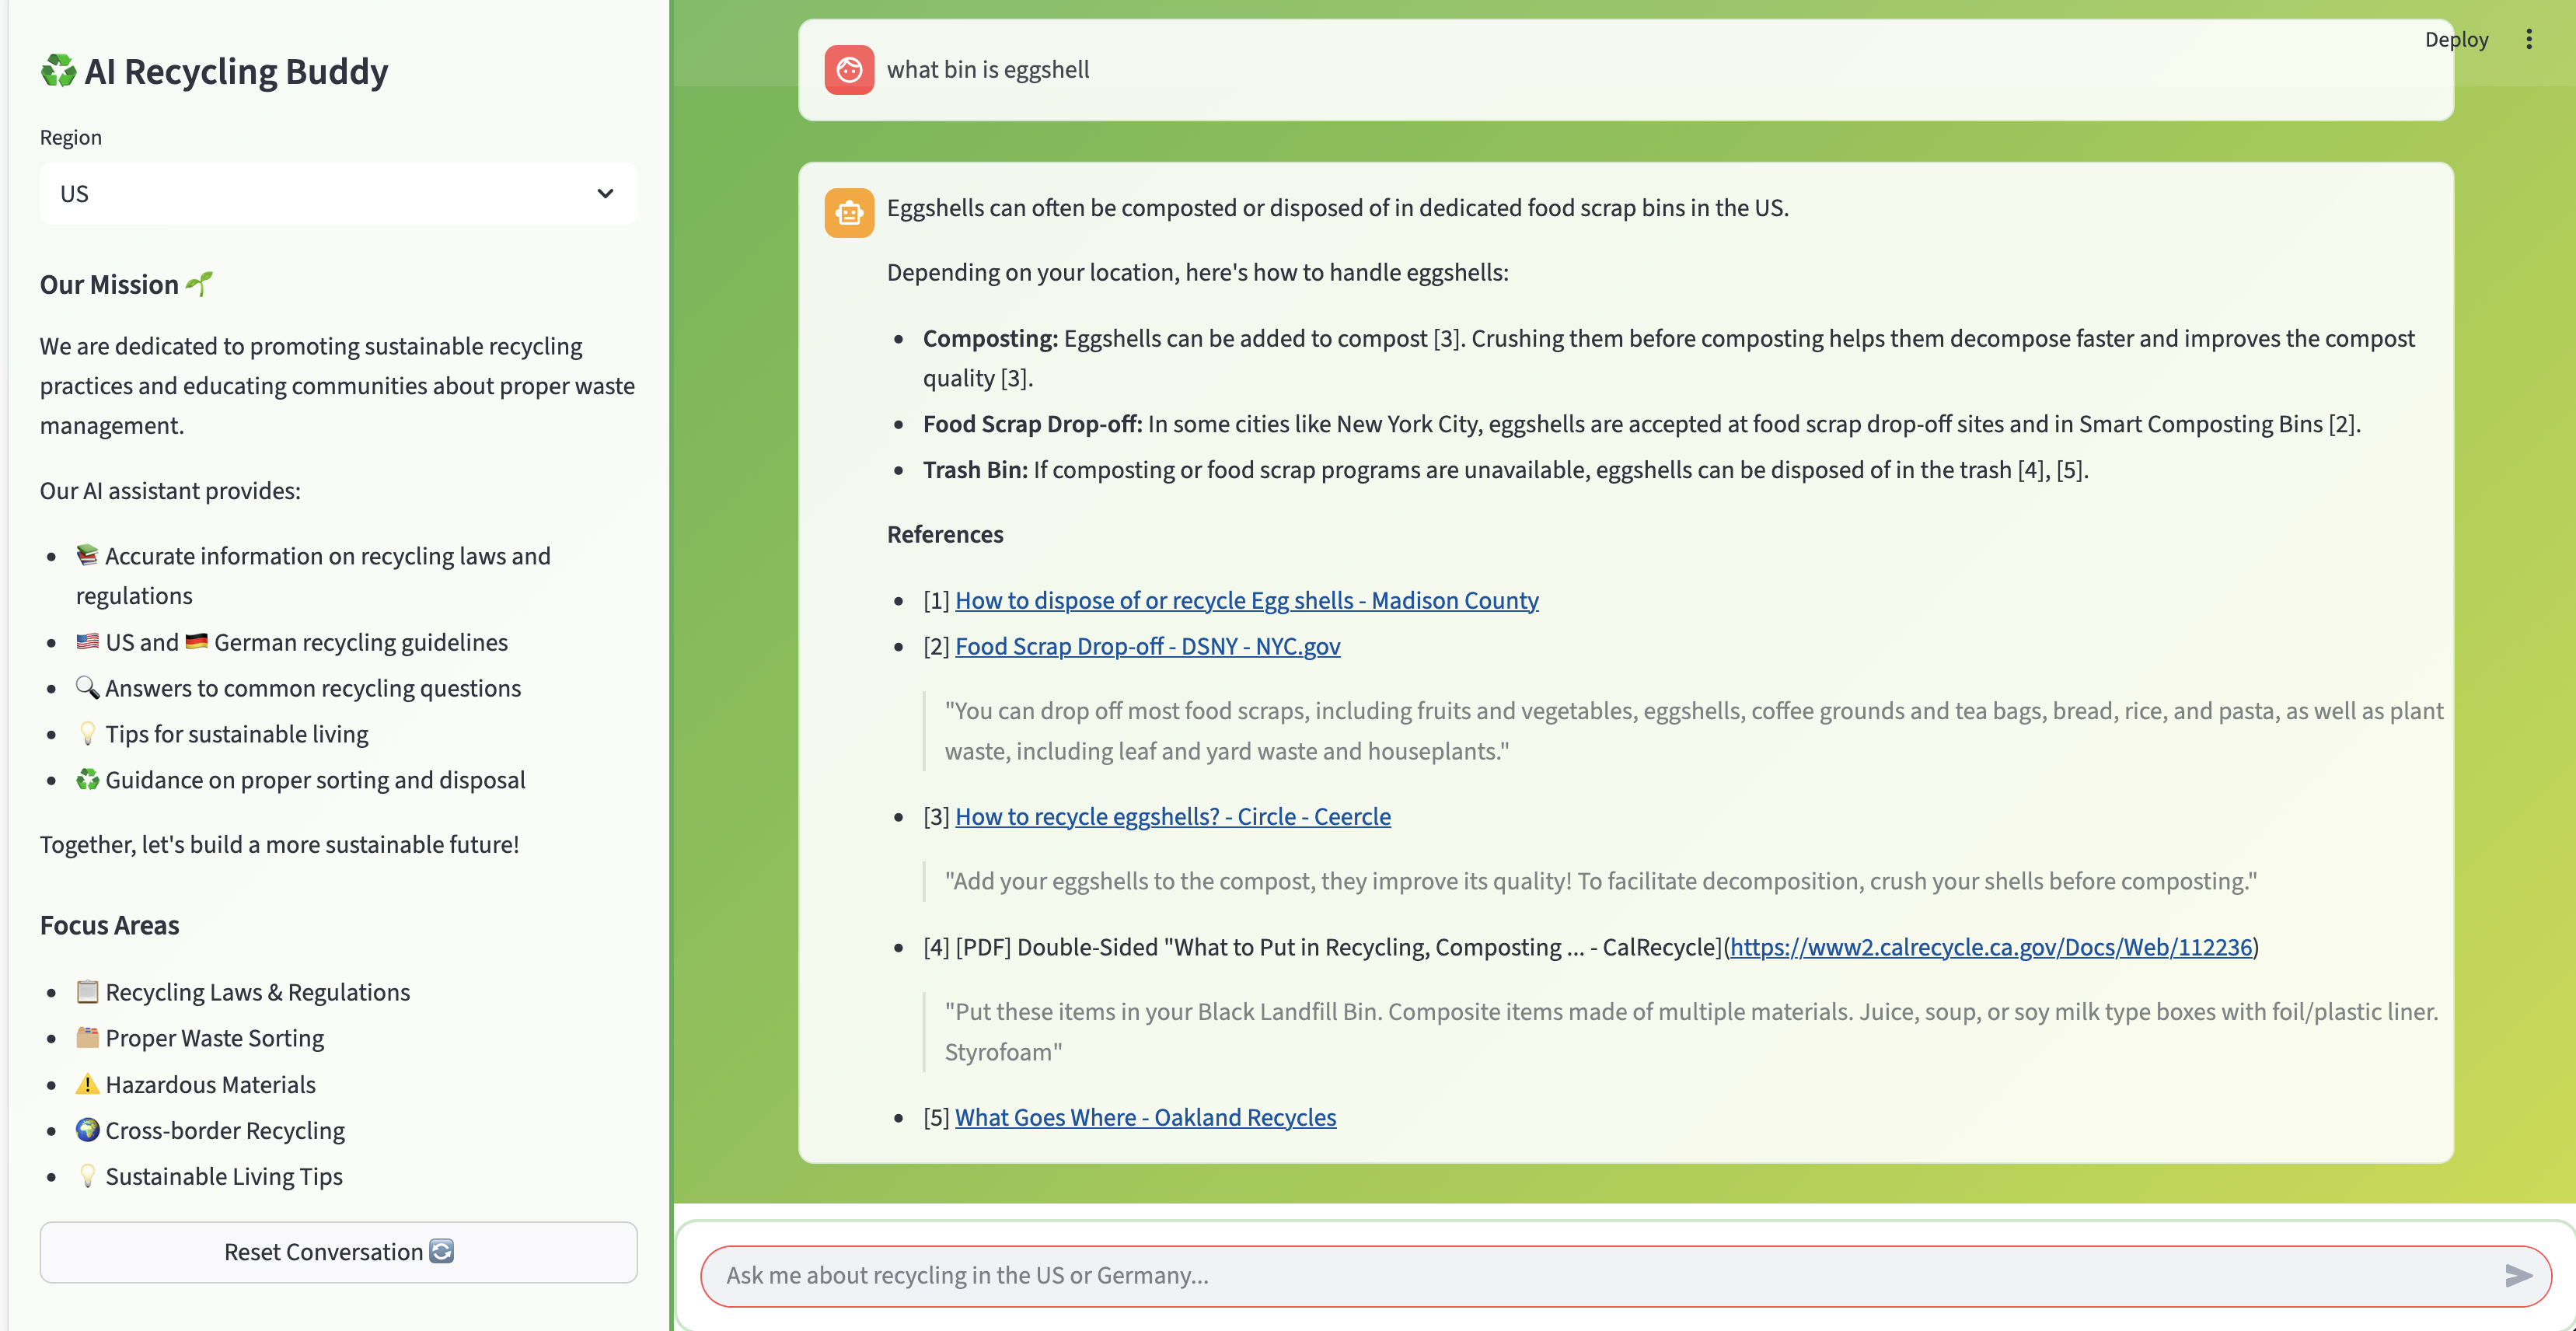 ♻️ AI Recycling Buddy
Region
US
Our Mission 🌱
We are dedicated to promoting sustainable recycling
practices and educating communities about proper waste
management.
Our AI assistant provides:
📚 Accurate information on recycling laws and
regulations
🇺🇸 US and 🇩🇪 German recycling guidelines
🔍 Answers to common recycling questions
💡 Tips for sustainable living
♻️ Guidance on proper sorting and disposal
Together, let's build a more sustainable future!
Focus Areas
📋 Recycling Laws & Regulations
🗂️ Proper Waste Sorting
⚠️ Hazardous Materials
🌍 Cross-border Recycling
💡 Sustainable Living Tips
Reset Conversation 🔄
Deploy
what bin is eggshell
Eggshells can often be composted or disposed of in dedicated food scrap bins in the US.
Depending on your location, here's how to handle eggshells:
Composting: Eggshells can be added to compost [3]. Crushing them before composting helps them decompose faster and improves the compost
quality [3].
Food Scrap Drop-off: In some cities like New York City, eggshells are accepted at food scrap drop-off sites and in Smart Composting Bins [2].
Trash Bin: If composting or food scrap programs are unavailable, eggshells can be disposed of in the trash [4], [5].
References
[1] How to dispose of or recycle Egg shells - Madison County
[2] Food Scrap Drop-off - DSNY - NYC.gov
"You can drop off most food scraps, including fruits and vegetables, eggshells, coffee grounds and tea bags, bread, rice, and pasta, as well as plant
waste, including leaf and yard waste and houseplants."
[3] How to recycle eggshells? - Circle - Ceercle
"Add your eggshells to the compost, they improve its quality! To facilitate decomposition, crush your shells before composting."
[4] [PDF] Double-Sided "What to Put in Recycling, Composting ... - CalRecycle](https://www2.calrecycle.ca.gov/Docs/Web/112236)
"Put these items in your Black Landfill Bin. Composite items made of multiple materials. Juice, soup, or soy milk type boxes with foil/plastic liner.
Styrofoam"
[5] What Goes Where - Oakland Recycles
Ask me about recycling in the US or Germany...